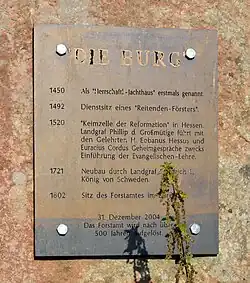 DIE BURG
1450 Als "Herrschaftl.-Jachthaus" erstmals genannt.
1492 Dienstsitz eines "Reitenden-Försters".
1520 "Keimzelle der Reformation" in Hessen.
Landgraf Philipp d. Großmütige führt mit
den Gelehrten, H. Eobanus Hessus und
Euracius Cordus Geheimgespräche zwecks
Einführung der Evangelischen-Lehre.
1721 Neubau durch Landgraf
König von Schweden.
1802 Sitz des Forstamtes
31. Dezember 2004
Das Forstamt wird nach
500 Jahren